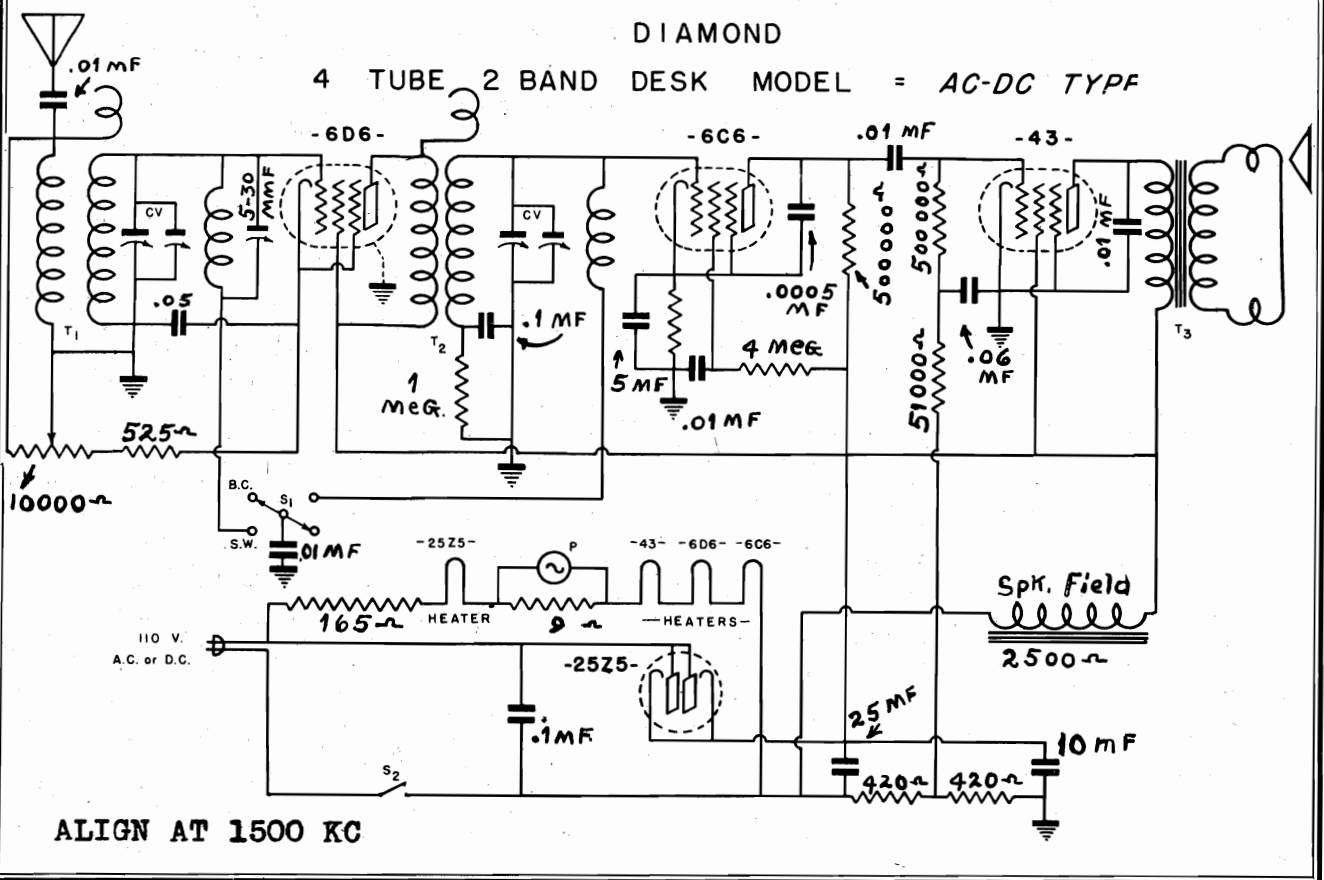 DIAMOND
4 TUBE 2 BAND DESK MODEL = AC-DC TYPE
.01 MF
-6D6-
-6C6-
.01 MF
-43-
CV
5-30 MMF
CV
500000Ω
500000Ω
.01 MF
.05
T1
T2
.1 MF
.0005 MF
T3
1 MEG.
5 MF
4 MEG
.01 MF
.06 MF
51000Ω
525Ω
10000Ω
B.C.
S1
S.W.
.01 MF
-25Z5-
P
-43- -6D6- -6C6-
165Ω
HEATER
9 Ω
—HEATERS—
Spk. Field
2500Ω
110 V.
A.C. or D.C.
-25Z5-
25 MF
.1 MF
10 MF
S2
420Ω
420Ω
ALIGN AT 1500 KC